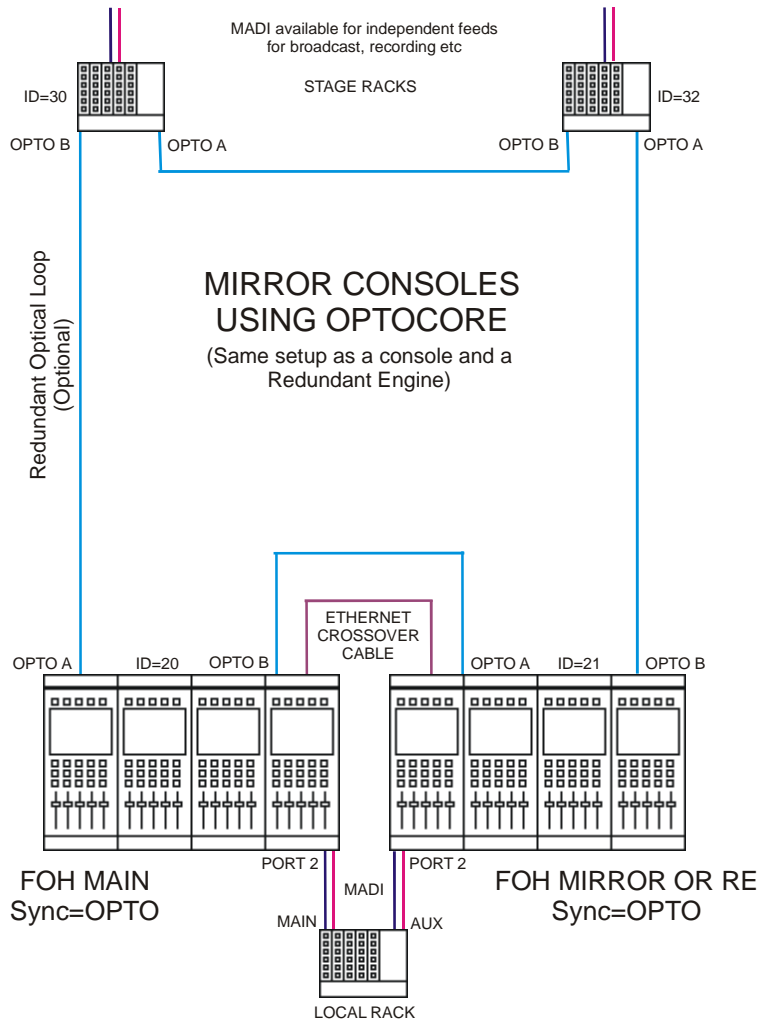 MADI available for independent feeds
for broadcast, recording etc
STAGE RACKS
ID=30
ID=32
OPTO B
OPTO A
OPTO B
OPTO A
Redundant Optical Loop
(Optional)
MIRROR CONSOLES
USING OPTOCORE
(Same setup as a console and a
Redundant Engine)
ETHERNET
CROSSOVER
CABLE
OPTO A
ID=20
OPTO B
OPTO A
ID=21
OPTO B
PORT 2
PORT 2
FOH MAIN
Sync=OPTO
MADI
FOH MIRROR OR RE
Sync=OPTO
MAIN
AUX
LOCAL RACK